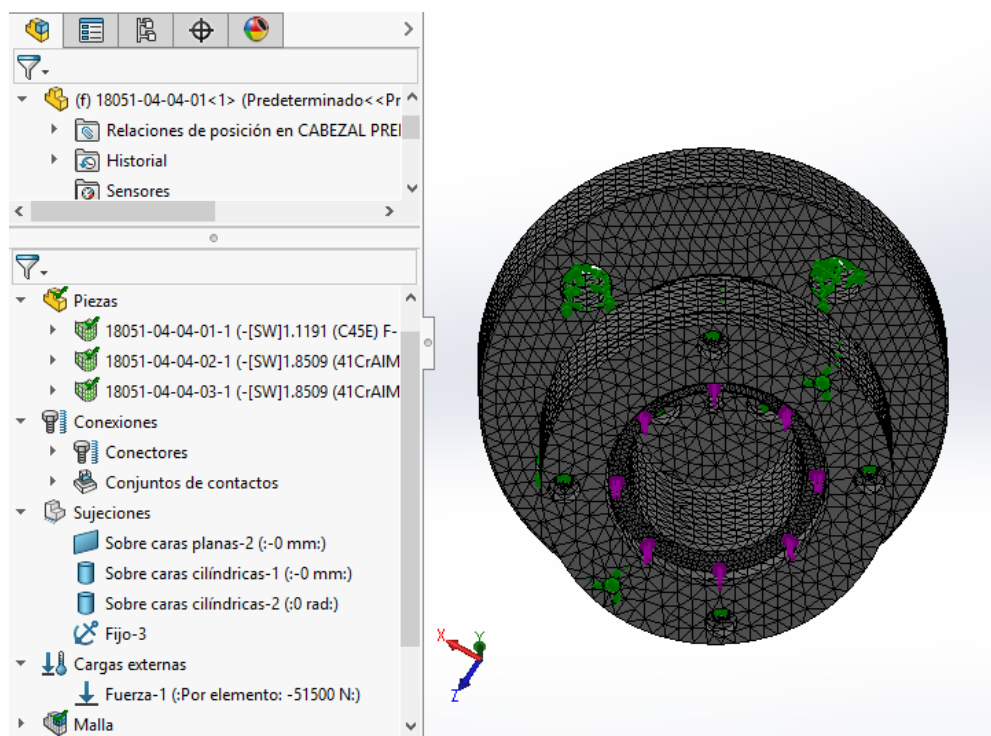 (f) 18051-04-04-01<1> (Predeterminado<<Pr
Relaciones de posición en CABEZAL PREI
Historial
Sensores
Piezas
18051-04-04-01-1 (-[SW]1.1191 (C45E) F-
18051-04-04-02-1 (-[SW]1.8509 (41CrAlM
18051-04-04-03-1 (-[SW]1.8509 (41CrAlM
Conexiones
Conectores
Conjuntos de contactos
Sujeciones
Sobre caras planas-2 (:-0 mm:)
Sobre caras cilíndricas-1 (:-0 mm:)
Sobre caras cilíndricas-2 (:0 rad:)
Fijo-3
Cargas externas
Fuerza-1 (:Por elemento: -51500 N:)
Malla
X
Y
Z